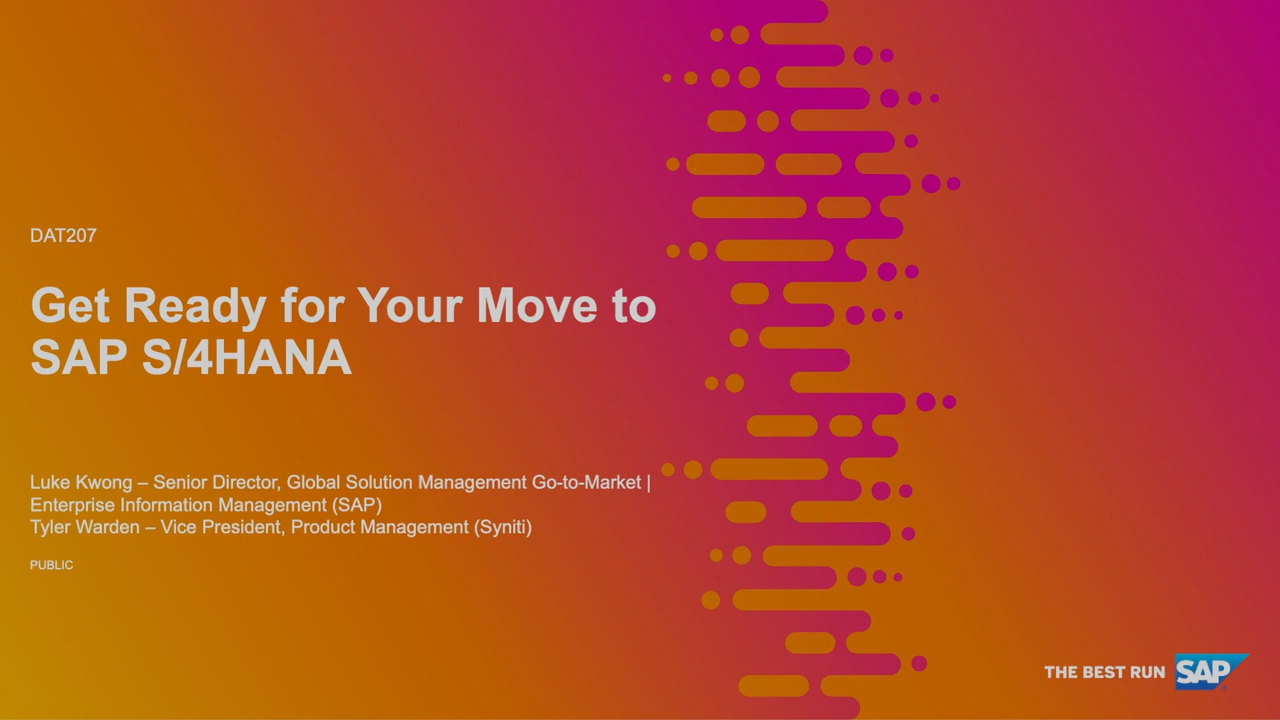 DAT207
Get Ready for Your Move to
SAP S/4HANA
Luke Kwong – Senior Director, Global Solution Management Go-to-Market |
Enterprise Information Management (SAP)
Tyler Warden – Vice President, Product Management (Syniti)
PUBLIC
THE BEST RUN SAP